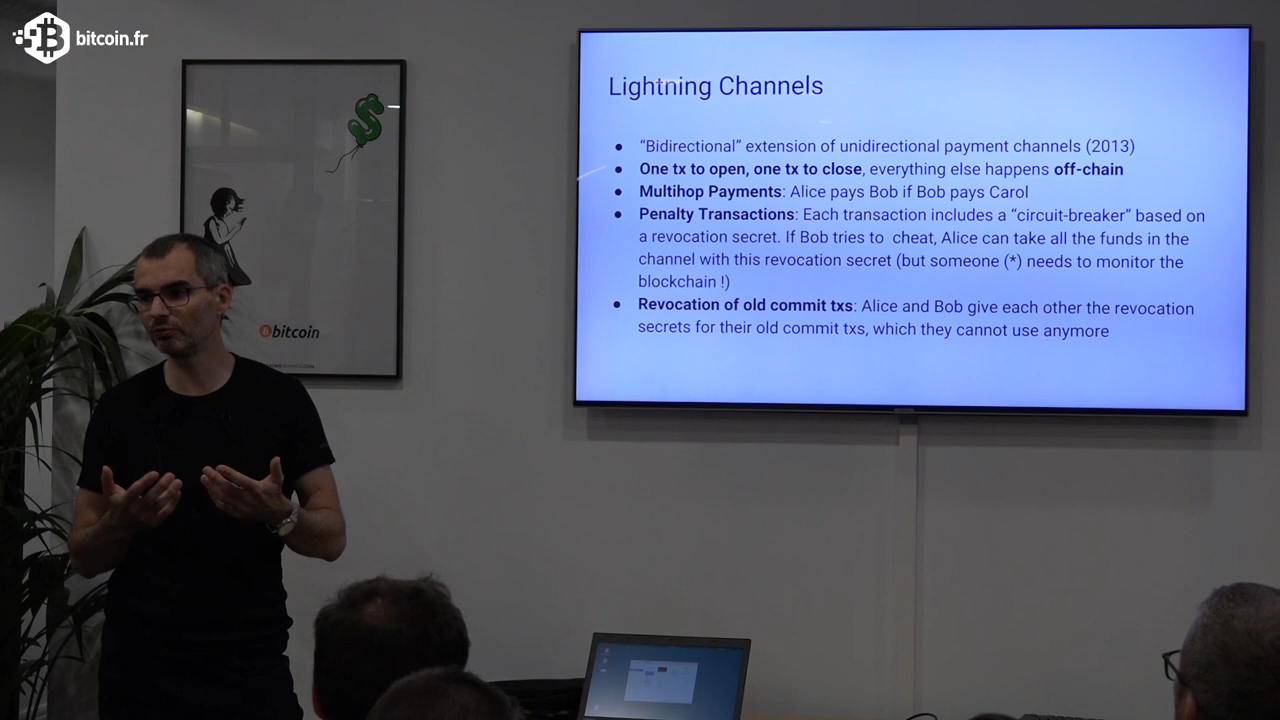 bitcoin.fr
Lightning Channels
“Bidirectional” extension of unidirectional payment channels (2013)
One tx to open, one tx to close, everything else happens off-chain
Multihop Payments: Alice pays Bob if Bob pays Carol
Penalty Transactions: Each transaction includes a “circuit-breaker” based on
a revocation secret. If Bob tries to cheat, Alice can take all the funds in the
channel with this revocation secret (but someone (*) needs to monitor the
blockchain !)
Revocation of old commit txs: Alice and Bob give each other the revocation
secrets for their old commit txs, which they cannot use anymore
bitcoin